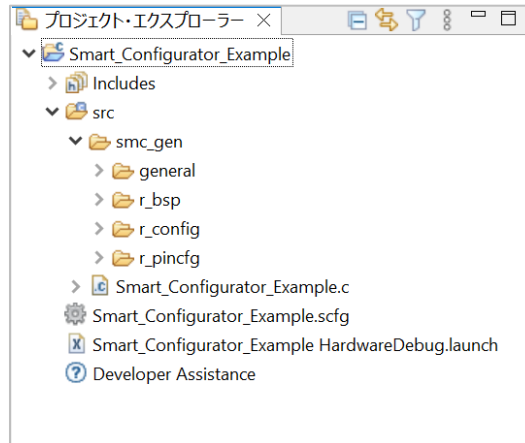 プロジェクト・エクスプローラー
Smart_Configurator_Example
Includes
src
smc_gen
general
r_bsp
r_config
r_pincfg
Smart_Configurator_Example.c
Smart_Configurator_Example.scfg
Smart_Configurator_Example HardwareDebug.launch
Developer Assistance